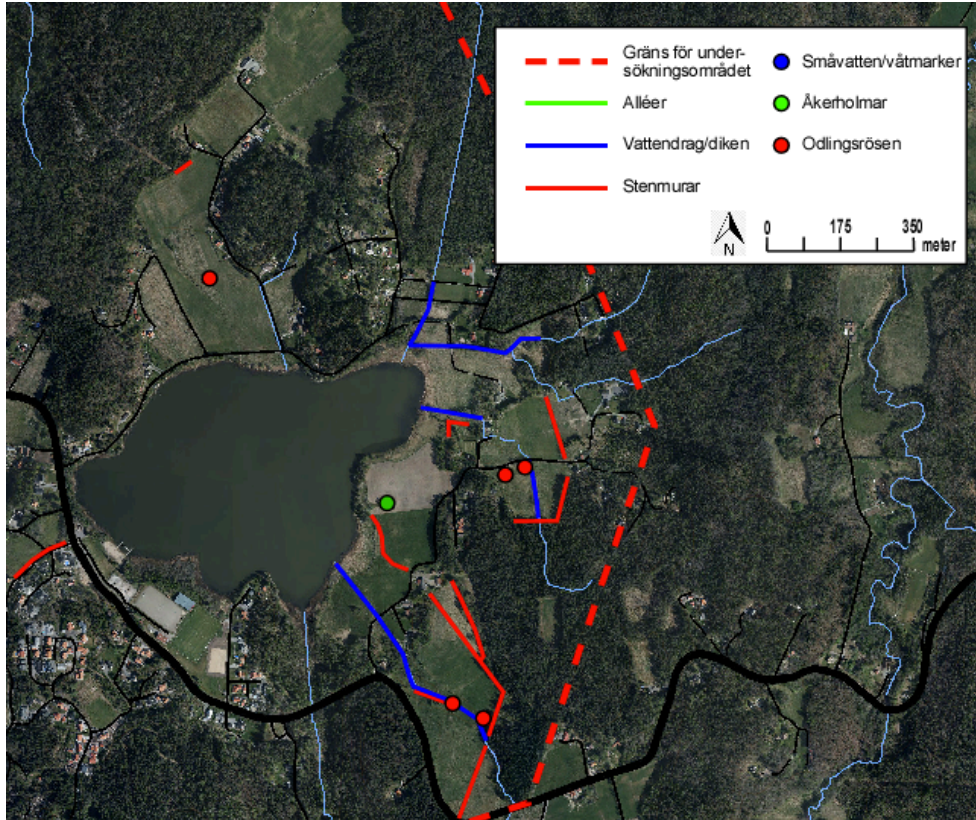 Gräns för under-
sökningsområdet
Alléer
Vattendrag/diken
Stenmurar
Småvatten/våtmarker
Åkerholmar
Odlingsrösen
N
0 175 350
meter